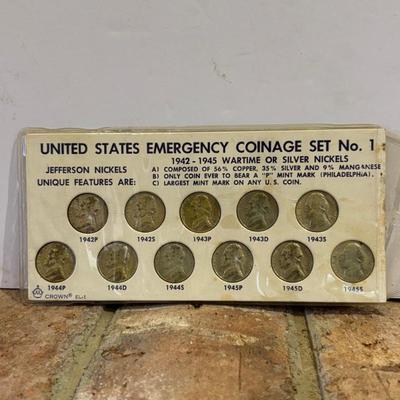 UNITED STATES EMERGENCY COINAGE SET No. 1
1942 - 1945 WARTIME OR SILVER NICKELS
JEFFERSON NICKELS
UNIQUE FEATURES ARE:
A) COMPOSED OF 56% COPPER, 35% SILVER AND 9% MANGANESE
B) ONLY COIN EVER TO BEAR A "P" MINT MARK (PHILADELPHIA).
C) LARGEST MINT MARK ON ANY U.S. COIN.
1942P 1942S 1943P 1943D 1943S
1944P 1944D 1944S 1945P 1945D 1945S
CROWN® EL-1